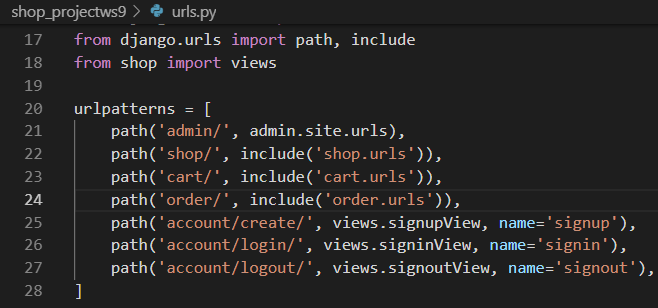 shop_projectws9 > urls.py
17 from django.urls import path, include
18 from shop import views
19
20 urlpatterns = [
21     path('admin/', admin.site.urls),
22     path('shop/', include('shop.urls')),
23     path('cart/', include('cart.urls')),
24     path('order/', include('order.urls')),
25     path('account/create/', views.signupView, name='signup'),
26     path('account/login/', views.signinView, name='signin'),
27     path('account/logout/', views.signoutView, name='signout'),
28 ]